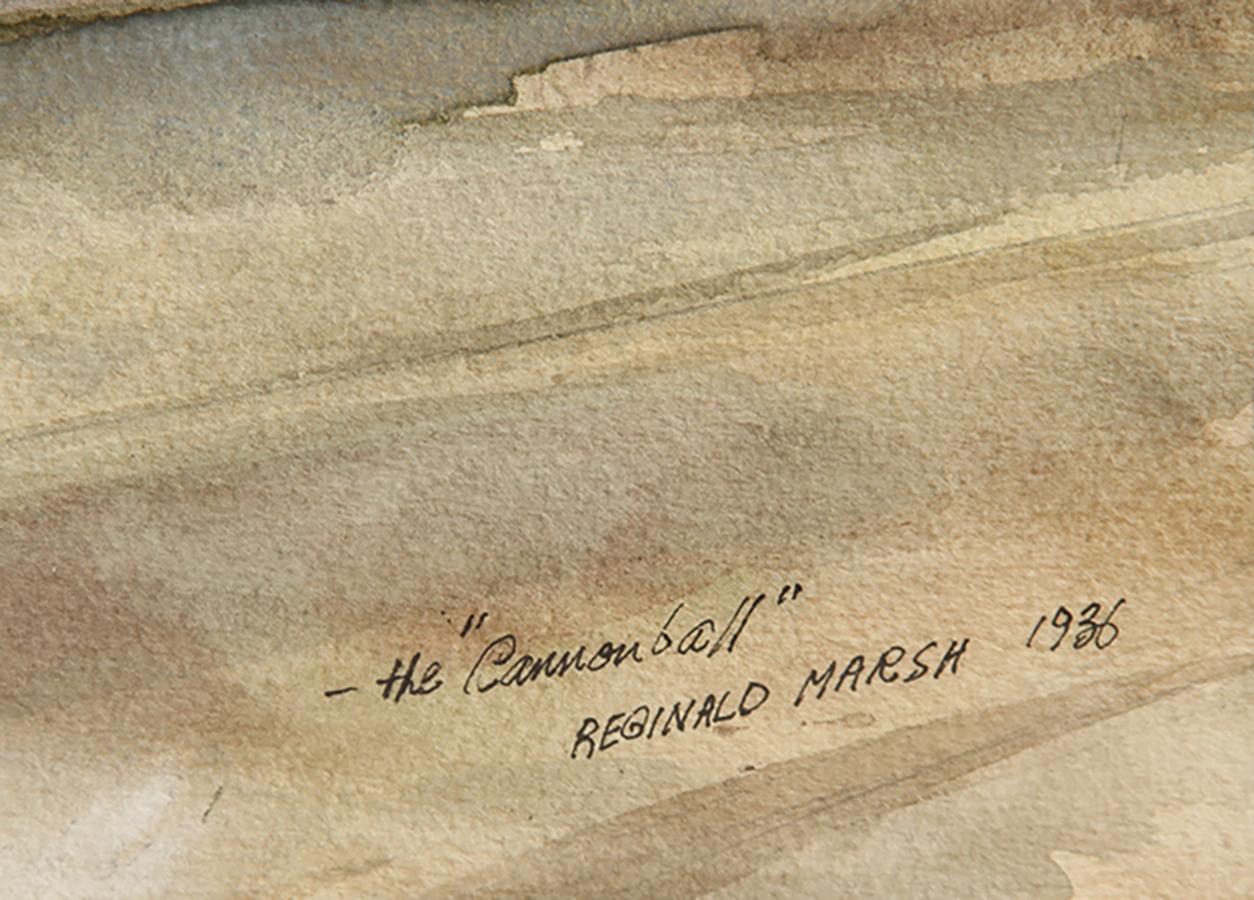 - the "Cannonball"
REGINALD MARSH 1936